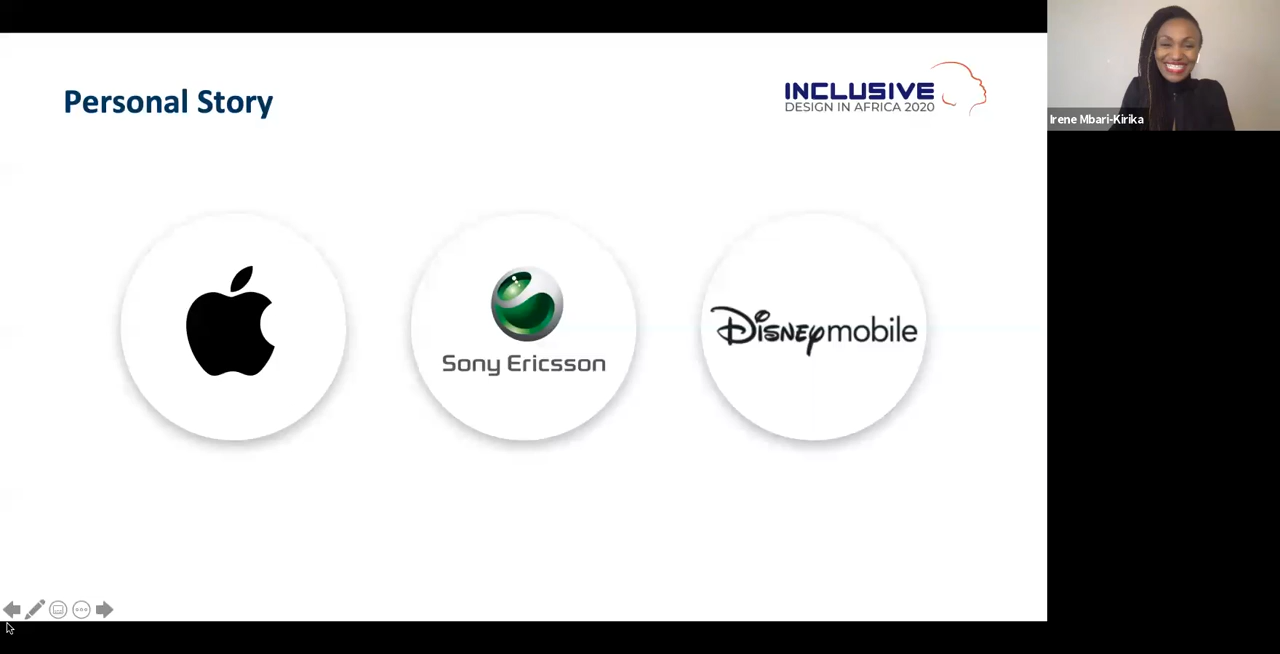 Personal Story
INCLUSIVE
DESIGN IN AFRICA 2020
Irene Mbari-Kirika
Sony Ericsson
Disney mobile